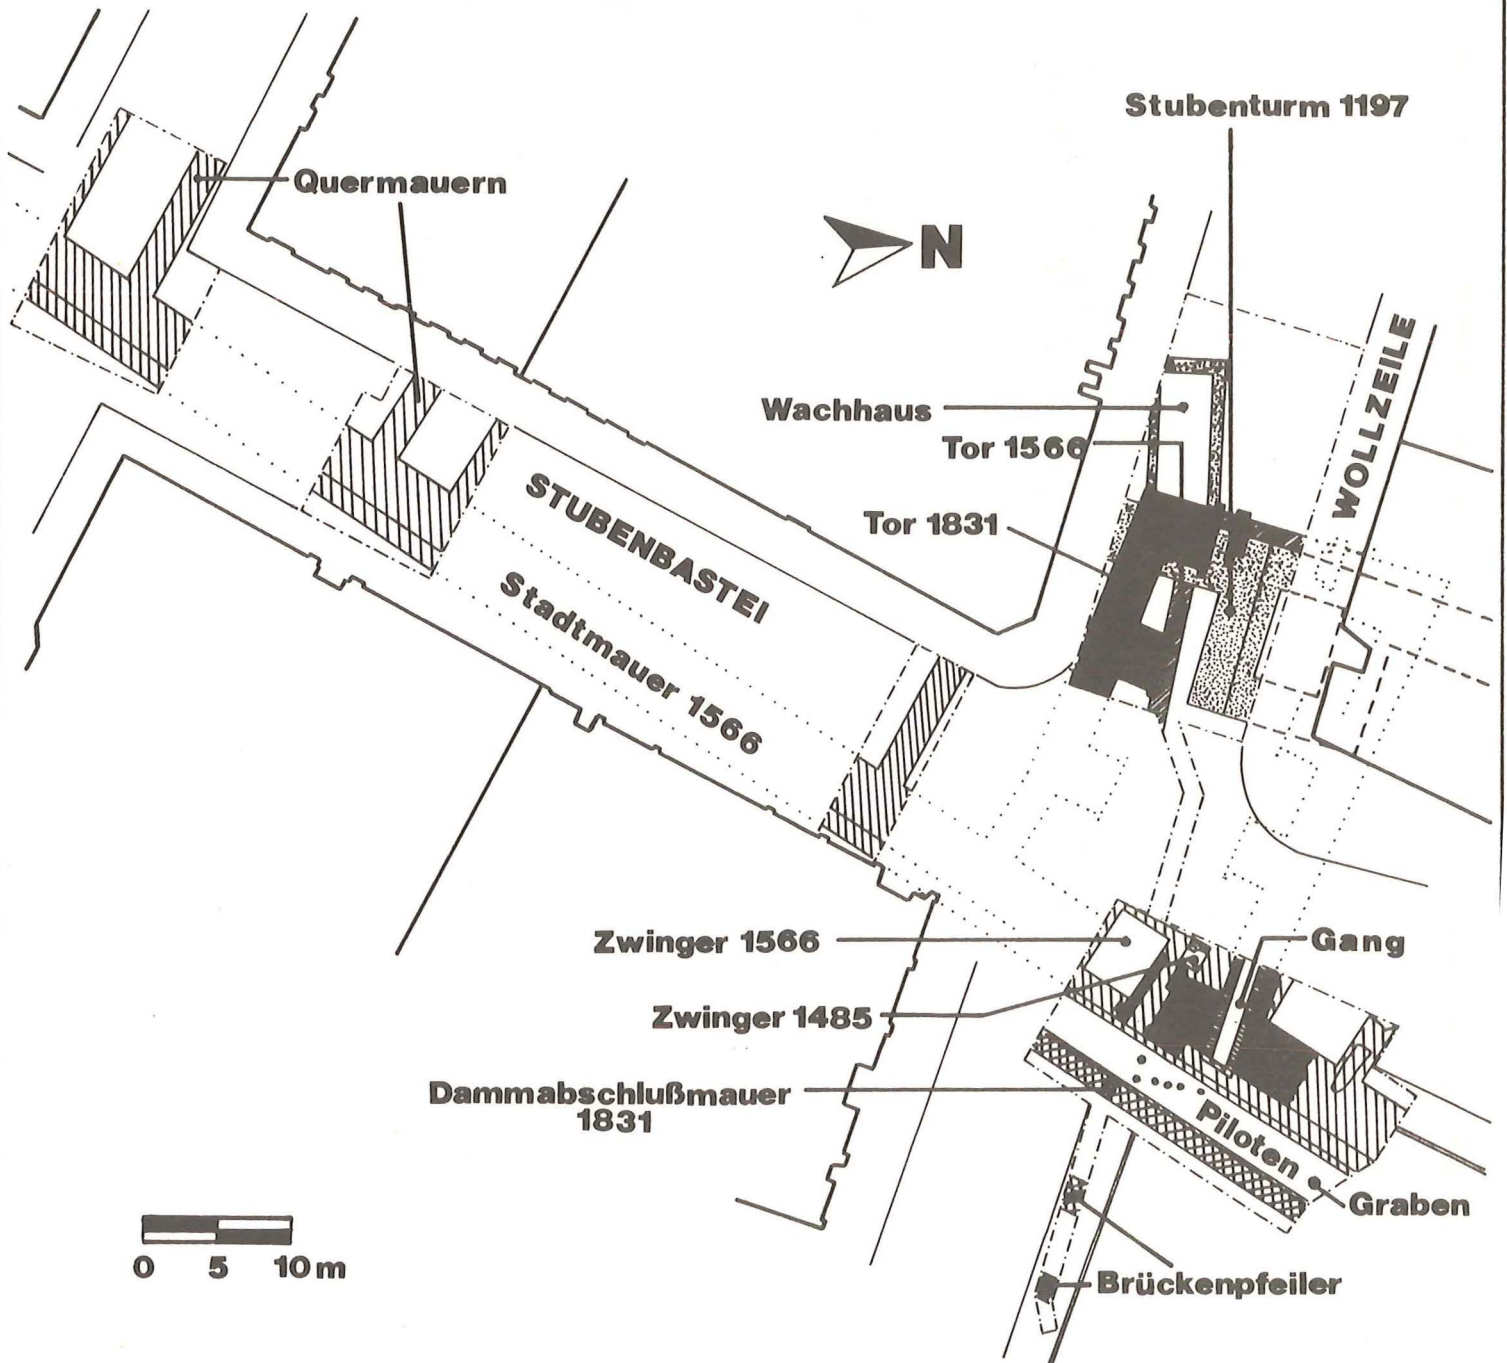 Stubenturm 1197
Quermauern
N
Wachhaus
Tor 1566
WOLLZEILE
Tor 1831
STUBENBASTEI
Stadtmauer 1566
Zwinger 1566
Gang
Zwinger 1485
Dammabschlußmauer
1831
Piloten
Graben
Brückenpfeiler
0 5 10 m